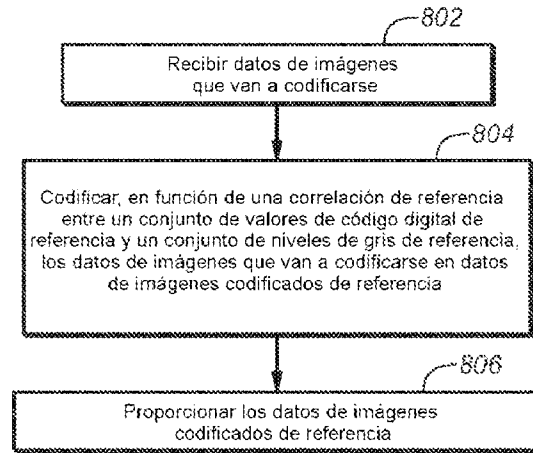 802
Recibir datos de imágenes
que van a codificarse
804
Codificar, en función de una correlación de referencia
entre un conjunto de valores de código digital de
referencia y un conjunto de niveles de gris de referencia,
los datos de imágenes que van a codificarse en datos
de imágenes codificados de referencia
806
Proporcionar los datos de imágenes
codificados de referencia